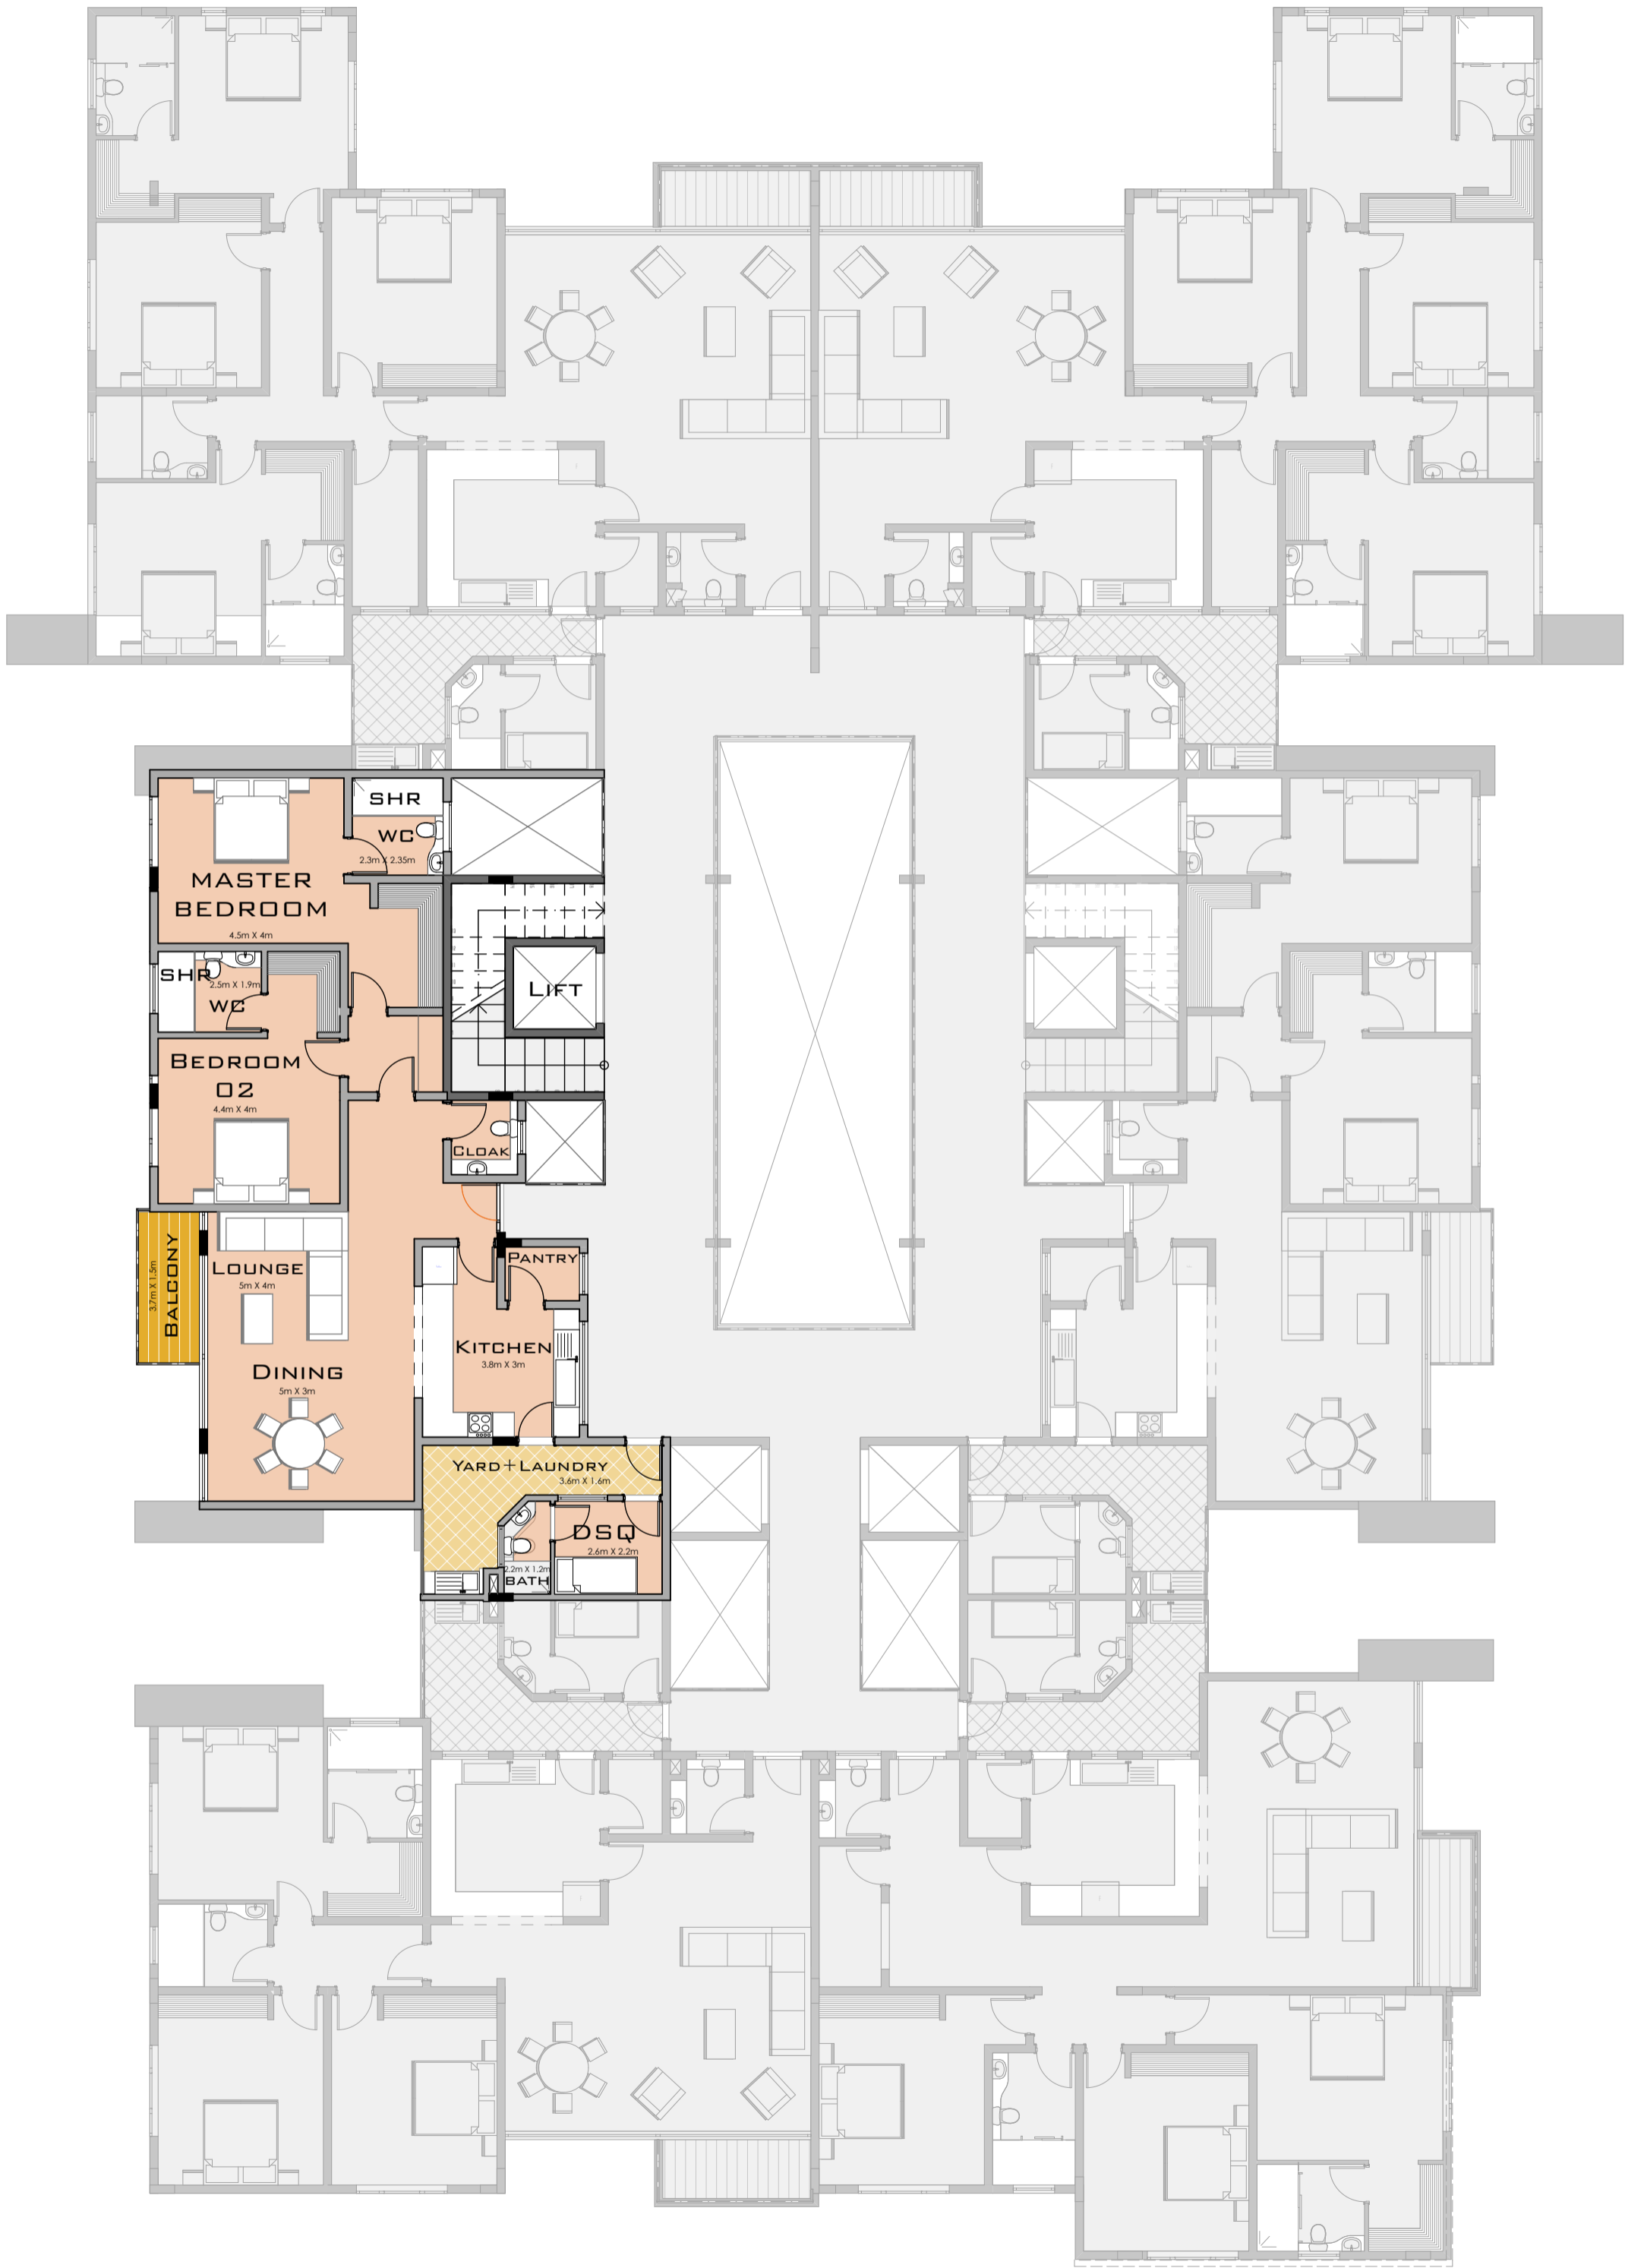 SHR
WC
2.3m X 2.35m
MASTER
BEDROOM
4.5m X 4m
SHR
2.5m X 1.9m
WC
LIFT
BEDROOM
02
4.4m X 4m
CLOAK
PANTRY
LOUNGE
5m X 4m
BALCONY
3.7m X 1.5m
KITCHEN
3.8m X 3m
DINING
5m X 3m
YARD+LAUNDRY
3.6m X 1.6m
DSQ
2.6m X 2.2m
2.2m X 1.2m
BATH